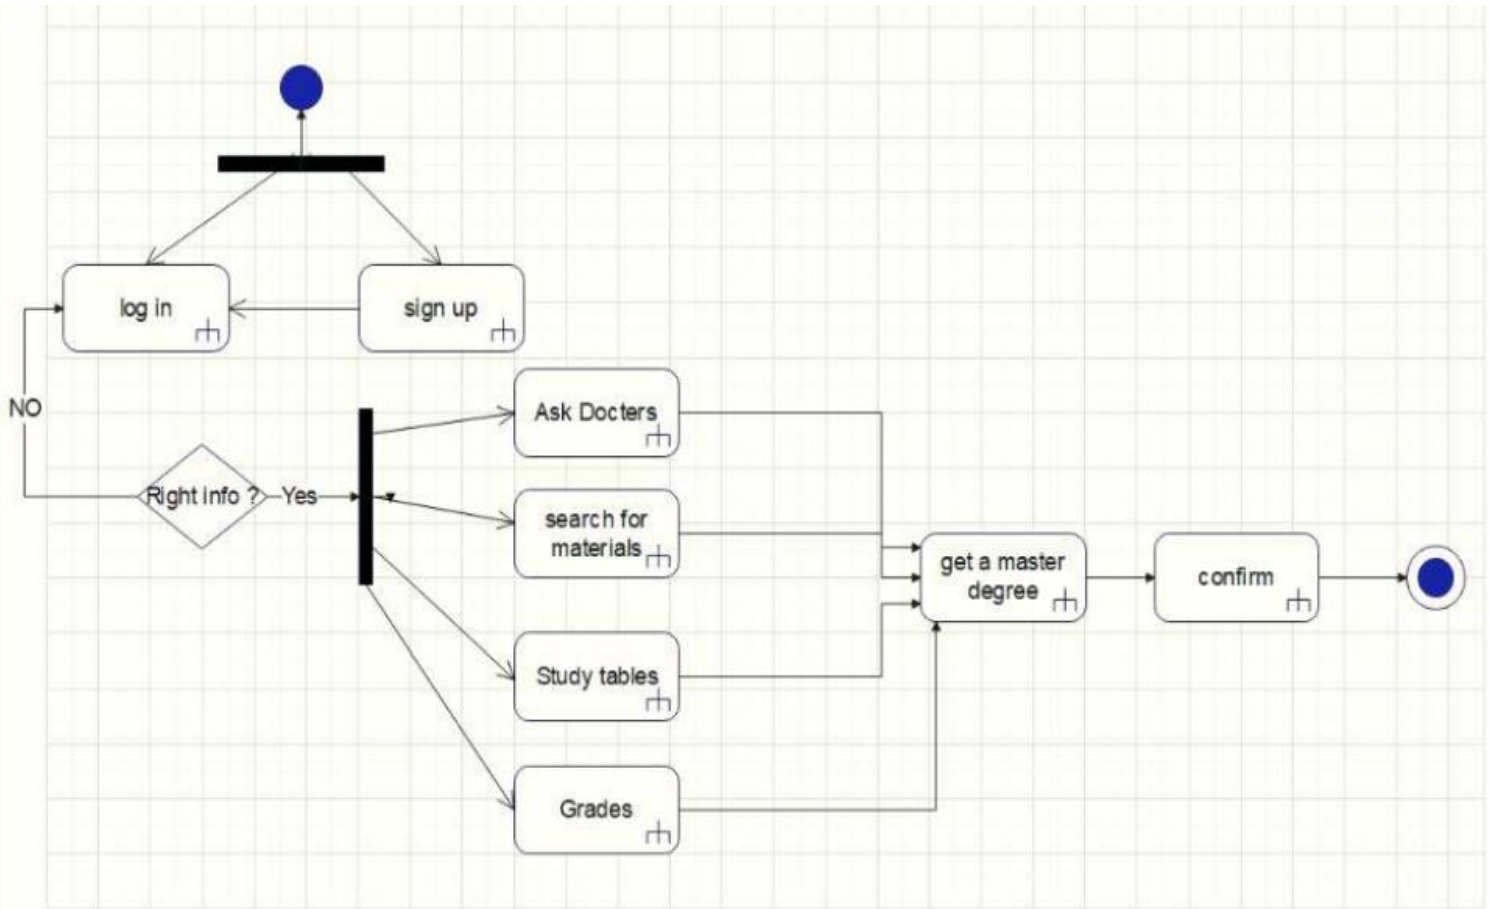 log in
sign up
NO
Ask Docters
Right info ?
Yes
search for
materials
get a master
degree
confirm
Study tables
Grades